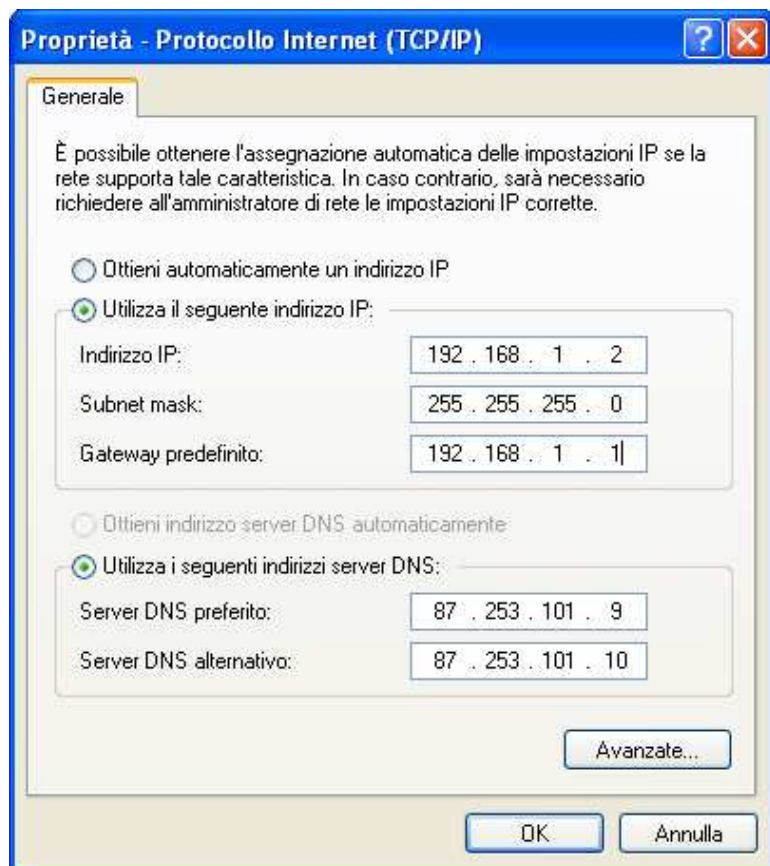 Proprietà - Protocollo Internet (TCP/IP)
?
Generale
È possibile ottenere l'assegnazione automatica delle impostazioni IP se la
rete supporta tale caratteristica. In caso contrario, sarà necessario
richiedere all'amministratore di rete le impostazioni IP corrette.
Ottieni automaticamente un indirizzo IP
Utilizza il seguente indirizzo IP:
Indirizzo IP: 192 . 168 . 1 . 2
Subnet mask: 255 . 255 . 255 . 0
Gateway predefinito: 192 . 168 . 1 . 1
Ottieni indirizzo server DNS automaticamente
Utilizza i seguenti indirizzi server DNS:
Server DNS preferito: 87 . 253 . 101 . 9
Server DNS alternativo: 87 . 253 . 101 . 10
Avanzate...
OK Annulla